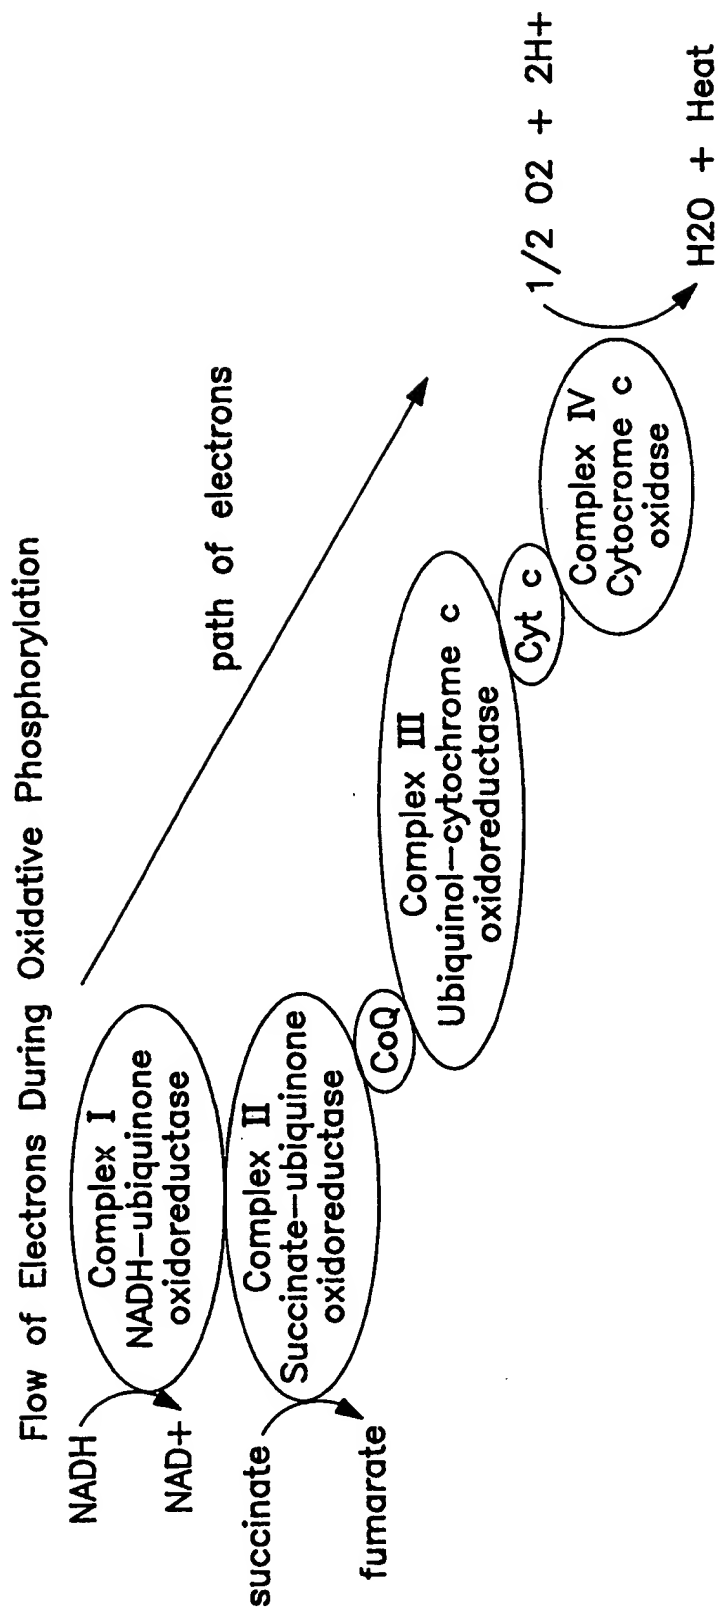 Flow of Electrons During Oxidative Phosphorylation
NADH
NAD+
Complex I
NADH-ubiquinone
oxidoreductase
succinate
fumarate
Complex II
Succinate-ubiquinone
oxidoreductase
CoQ
path of electrons
Complex III
Ubiquinol-cytochrome c
oxidoreductase
Cyt c
Complex IV
Cytocrome c
oxidase
1/2 O2 + 2H+
H2O + Heat